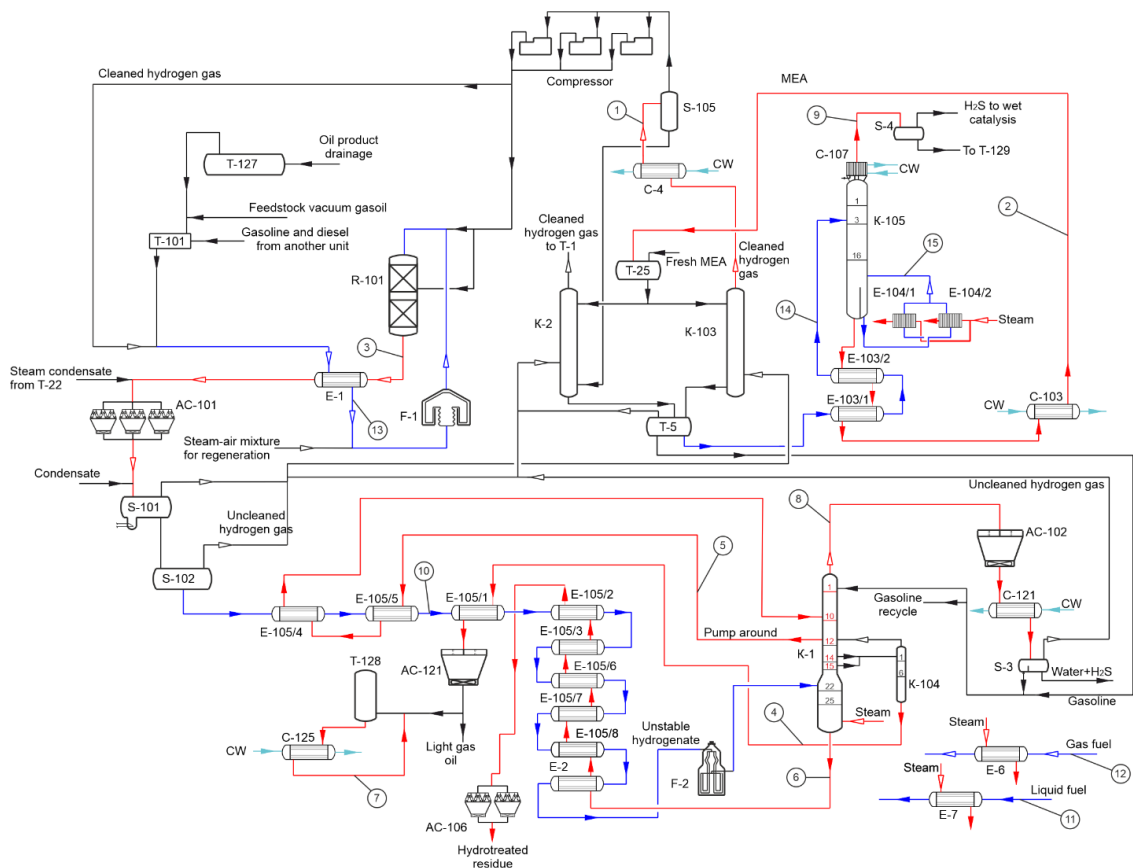 Cleaned hydrogen gas
Compressor
MEA
1
S-105
9
S-4
H2S to wet
catalysis
To T-129
Oil product
drainage
T-127
C-107
CW
CW
C-4
Feedstock vacuum gasoil
Gasoline and diesel
from another unit
T-101
Cleaned
hydrogen gas
to T-1
1
3
16
K-105
2
R-101
Fresh MEA
T-25
Cleaned
hydrogen
gas
15
E-104/1
E-104/2
K-2
K-103
14
Steam
3
Steam condensate
from T-22
E-1
E-103/2
AC-101
F-1
E-103/1
C-103
CW
13
T-5
Steam-air mixture
for regeneration
Condensate
S-101
Uncleaned
hydrogen gas
Uncleaned hydrogen gas
8
AC-102
S-102
5
10
E-105/4
E-105/5
E-105/1
E-105/2
1
10
12
14
15
22
25
K-1
C-121
CW
Gasoline
recycle
Pump around
E-105/3
1
6
K-104
S-3
Water+H2S
Gasoline
T-128
AC-121
E-105/6
E-105/7
E-105/8
Unstable
hydrogenate
Steam
4
C-125
CW
Light gas
oil
E-2
F-2
6
Steam
Gas fuel
E-6
12
7
Steam
Liquid fuel
E-7
11
AC-106
Hydrotreated
residue